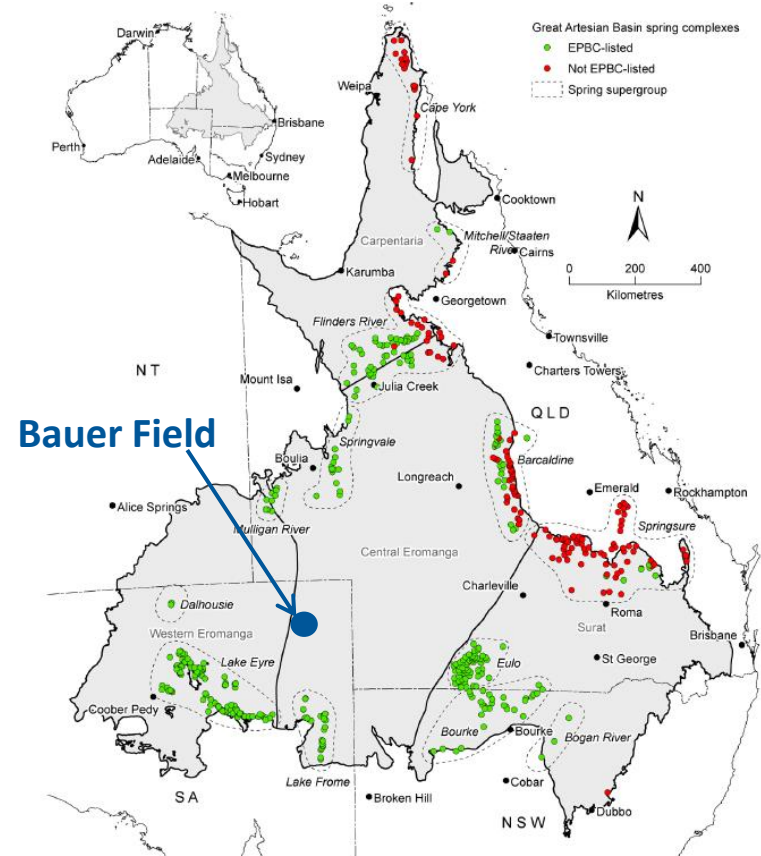 Great Artesian Basin spring complexes
EPBC-listed
Not EPBC-listed
Spring supergroup
Darwin
Brisbane
Perth
Adelaide
Sydney
Melbourne
Hobart
Weipa
Cape York
Cooktown
N
Carpentaria
Mitchell/Staaten
River
Cairns
0 200 400
Kilometres
Karumba
Georgetown
Flinders River
Townsville
NT
Mount Isa
Julia Creek
Charters Towers
QLD
Bauer Field
Springvale
Boulia
Barcaldine
Longreach
Emerald
Rockhampton
Alice Springs
Springsure
Mulligan River
Central Eromanga
Charleville
Dalhousie
Roma
Western Eromanga
Surat
Brisbane
Lake Eyre
Eulo
St George
Coober Pedy
Bourke
Bourke
Bogan River
Lake Frome
Cobar
SA
Broken Hill
Dubbo
NSW